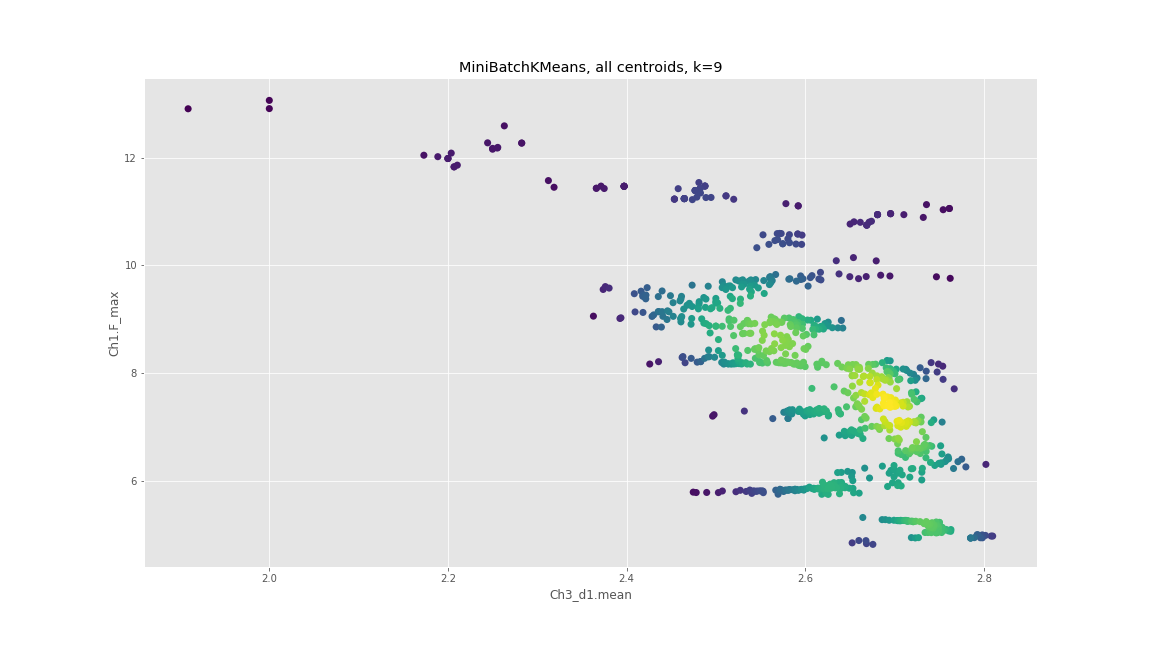 MiniBatchKMeans, all centroids, k=9
12
10
8
6
Ch1.F_max
2.0 2.2 2.4 2.6 2.8
Ch3_d1.mean